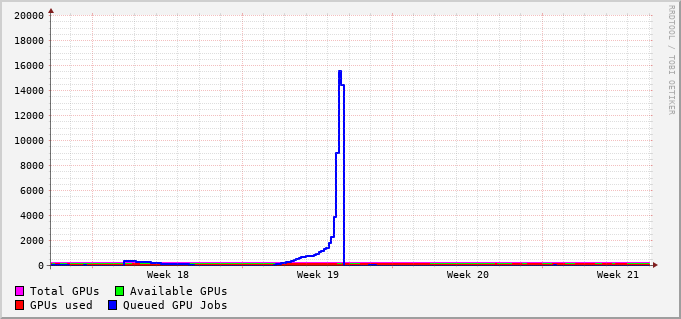 20000
18000
16000
14000
12000
10000
8000
6000
4000
2000
0
Week 18 Week 19 Week 20 Week 21
Total GPUs Available GPUs
GPUs used Queued GPU Jobs
RRDTOOL / TOBI OETIKER